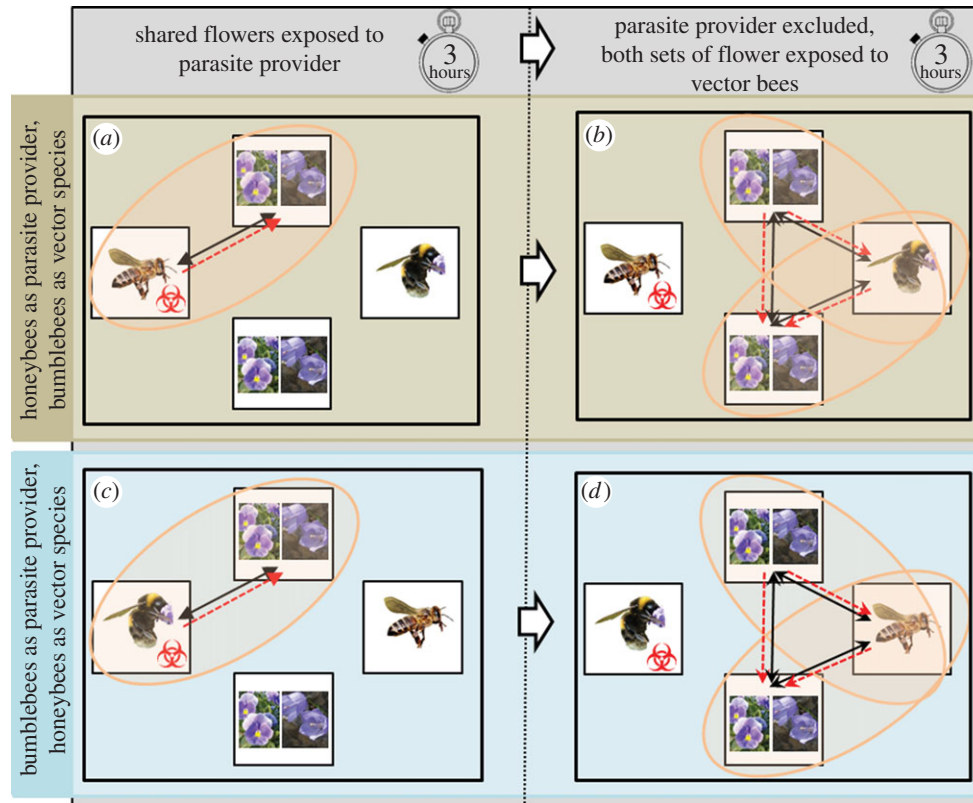 shared flowers exposed to
parasite provider
3
hours
parasite provider excluded,
both sets of flower exposed to
vector bees
3
hours
honeybees as parasite provider,
bumblebees as vector species
(a)
(b)
bumblebees as parasite provider,
honeybees as vector species
(c)
(d)